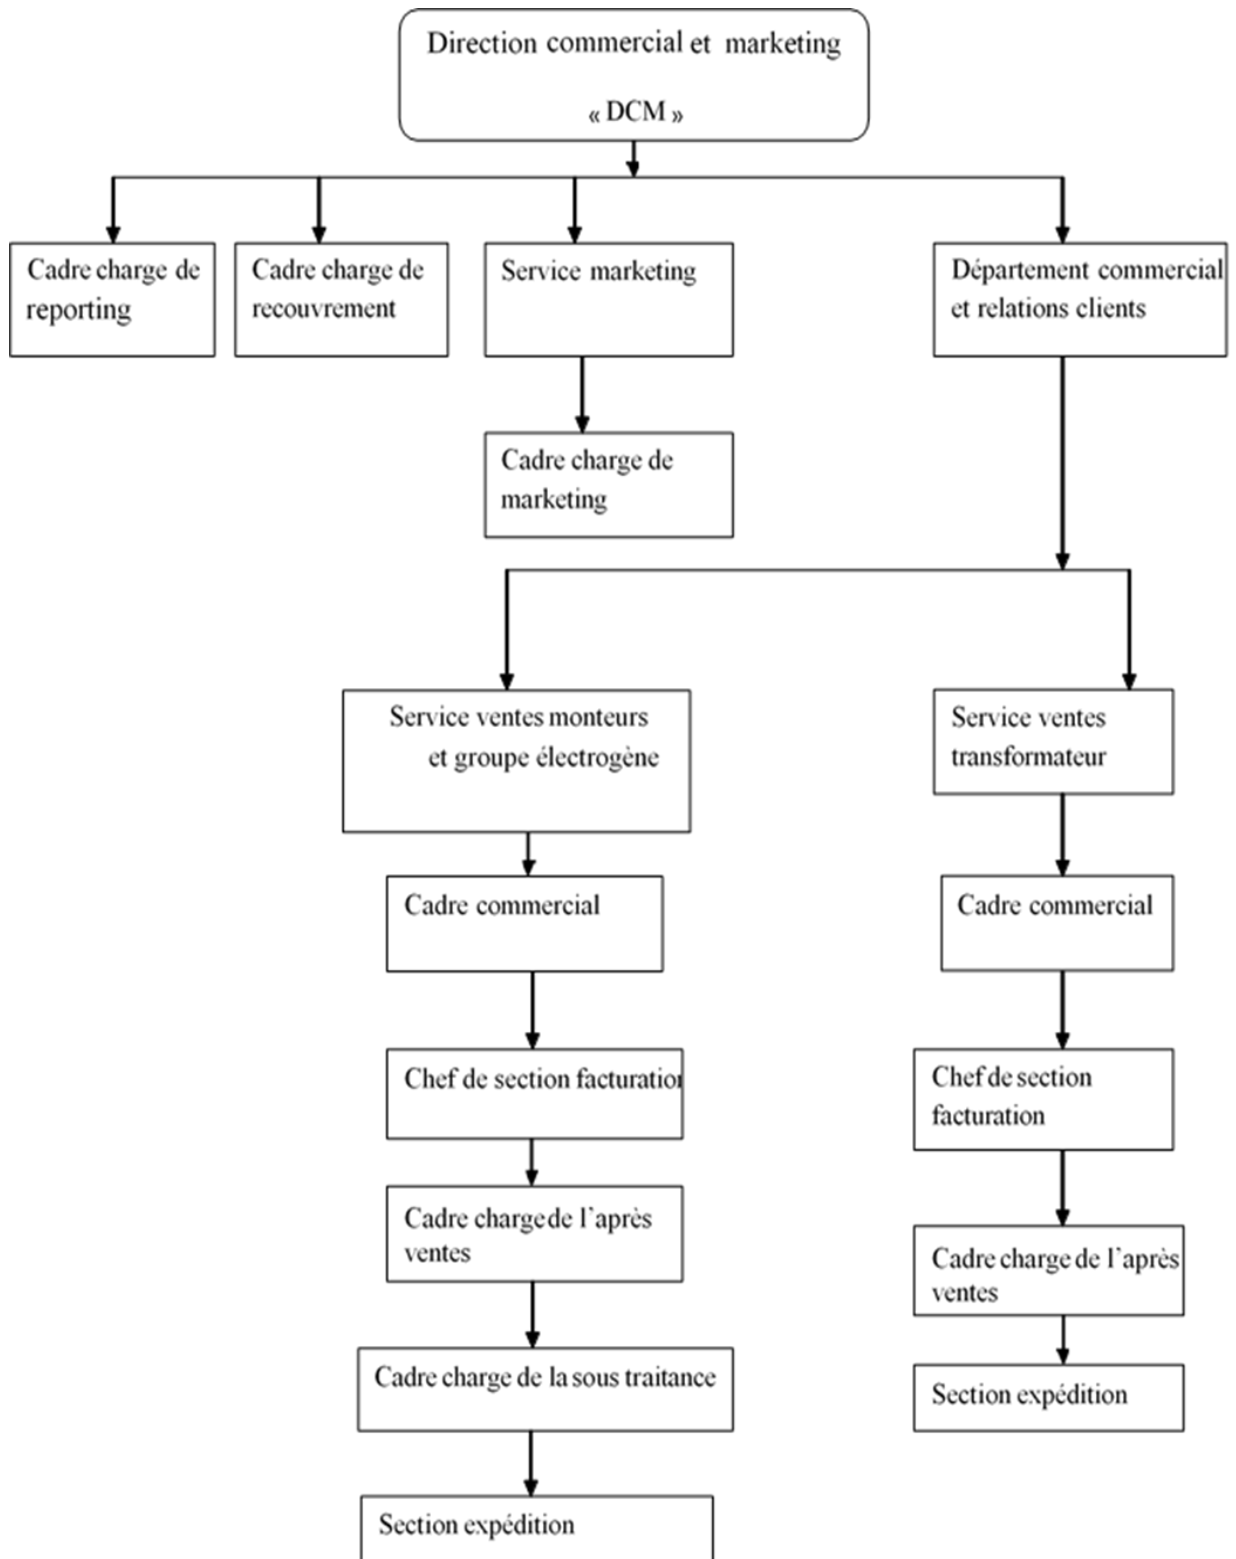 Direction commercial et marketing
« DCM »
Cadre charge de
reporting
Cadre charge de
recouvrement
Service marketing
Département commercial
et relations clients
Cadre charge de
marketing
Service ventes monteurs
et groupe électrogène
Service ventes
transformateur
Cadre commercial
Cadre commercial
Chef de section facturation
Chef de section
facturation
Cadre charge de l'après
ventes
Cadre charge de l'après
ventes
Cadre charge de la sous traitance
Section expédition
Section expédition